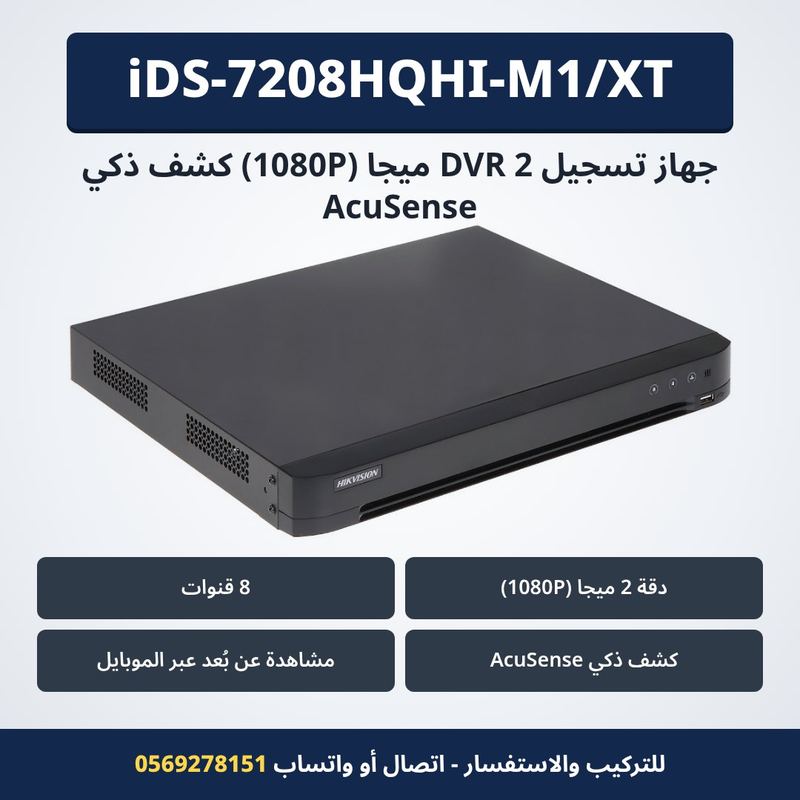 iDS-7208HQHI-M1/XT
جهاز تسجيل DVR 2 ميجا (1080P) كشف ذكي
AcuSense
HIKVISION
دقة 2 ميجا (1080P)
8 قنوات
كشف ذكي AcuSense
مشاهدة عن بُعد عبر الموبايل
للتركيب والاستفسار - اتصال أو واتساب 0569278151